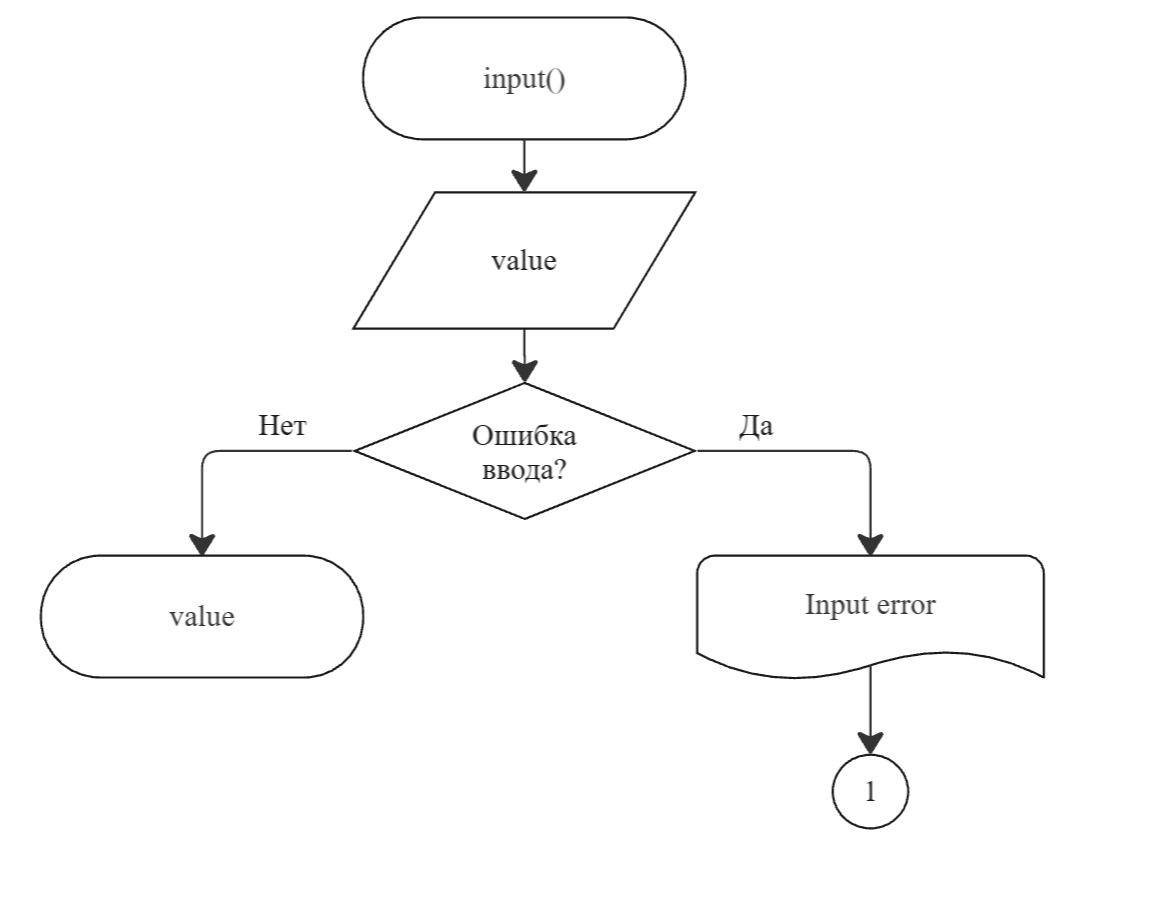 input()
value
Нет
Да
Ошибка
ввода?
value
Input error
1